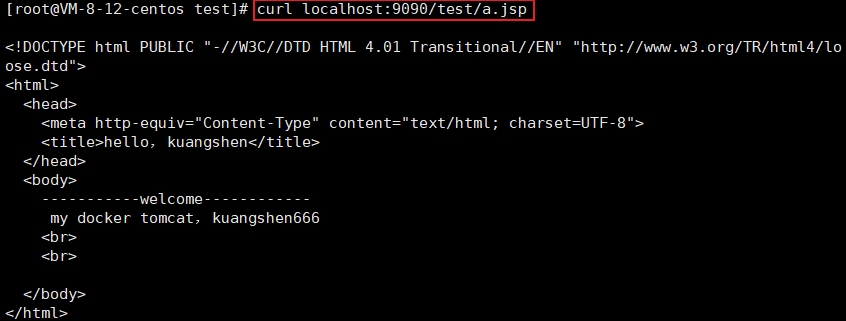 [root@VM-8-12-centos test]# curl localhost:9090/test/a.jsp
<!DOCTYPE html PUBLIC "-//W3C//DTD HTML 4.01 Transitional//EN" "http://www.w3.org/TR/html4/lo
ose.dtd">
<html>
  <head>
    <meta http-equiv="Content-Type" content="text/html; charset=UTF-8">
    <title>hello，kuangshen</title>
  </head>
  <body>
    -----------welcome------------
     my docker tomcat，kuangshen666
    <br>
    <br>
  </body>
</html>